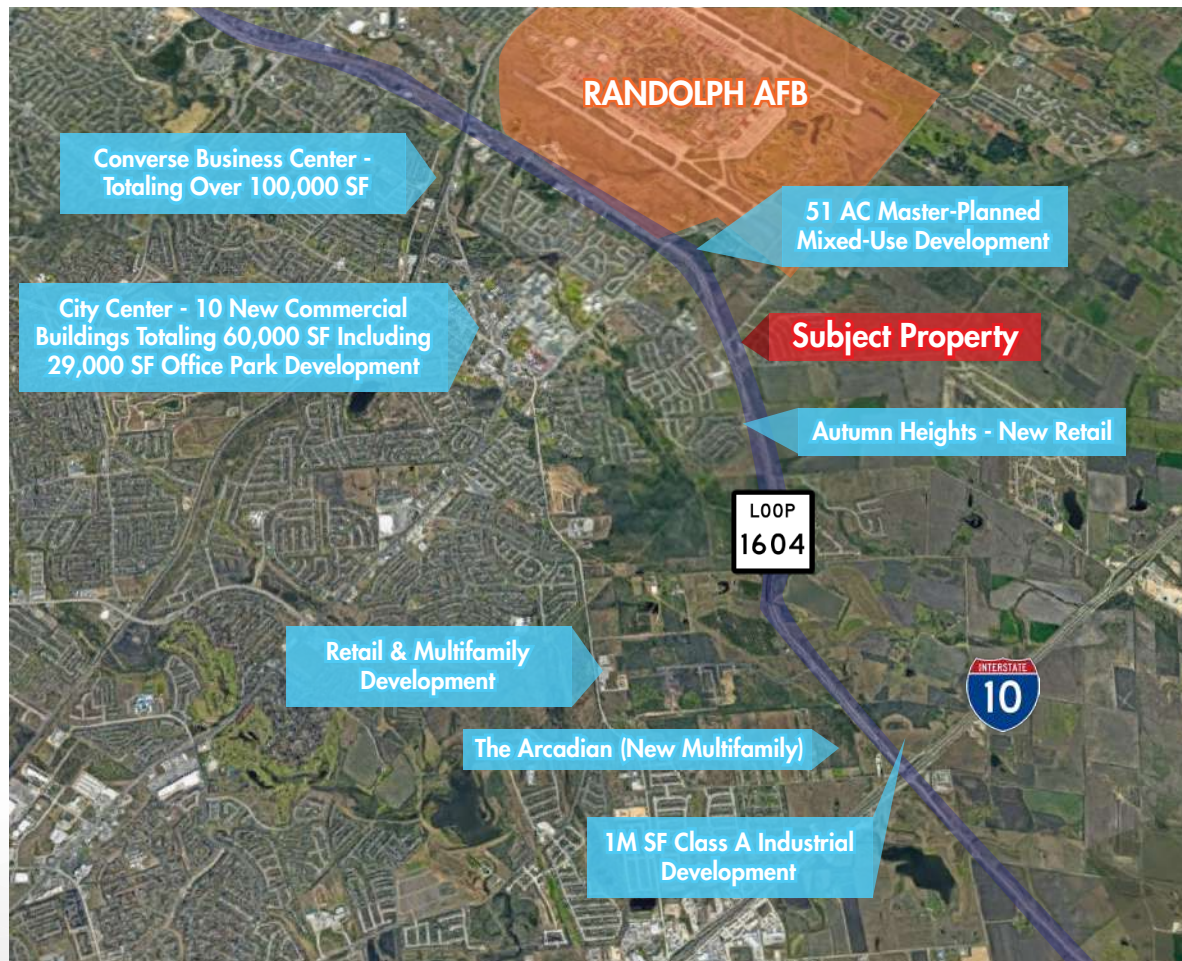 RANDOLPH AFB
Converse Business Center -
Totaling Over 100,000 SF
51 AC Master-Planned
Mixed-Use Development
City Center - 10 New Commercial
Buildings Totaling 60,000 SF Including
29,000 SF Office Park Development
Subject Property
Autumn Heights - New Retail
LOOP
1604
Retail & Multifamily
Development
INTERSTATE
10
The Arcadian (New Multifamily)
1M SF Class A Industrial
Development